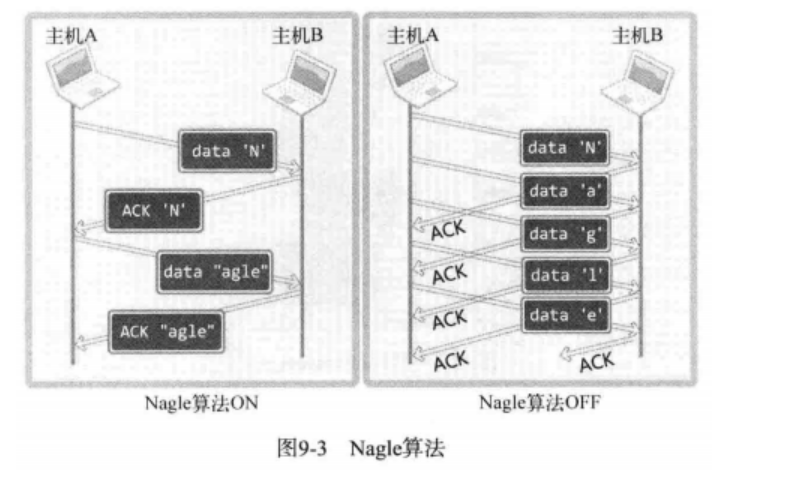 主机A
主机B
data 'N'
ACK 'N'
data "agle"
ACK "agle"
Nagle算法ON
主机A
主机B
data 'N'
data 'a'
ACK
data 'g'
ACK
data 'l'
ACK
data 'e'
ACK
ACK
Nagle算法OFF
图9-3 Nagle算法